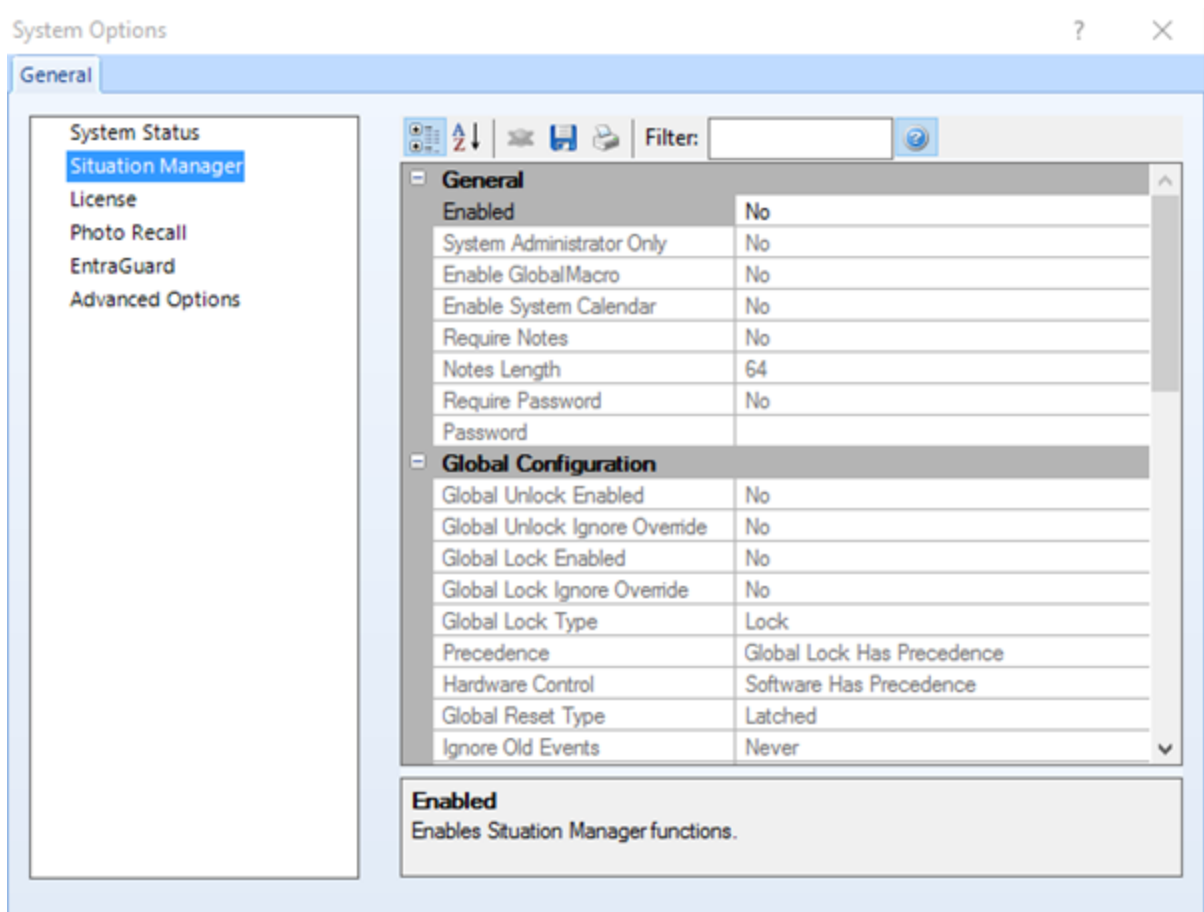 System Options
General
System Status
Situation Manager
License
Photo Recall
EntraGuard
Advanced Options
Filter:
General
Enabled No
System Administrator Only No
Enable GlobalMacro No
Enable System Calendar No
Require Notes No
Notes Length 64
Require Password No
Password
Global Configuration
Global Unlock Enabled No
Global Unlock Ignore Override No
Global Lock Enabled No
Global Lock Ignore Override No
Global Lock Type Lock
Precedence Global Lock Has Precedence
Hardware Control Software Has Precedence
Global Reset Type Latched
Ignore Old Events Never
Enabled
Enables Situation Manager functions.